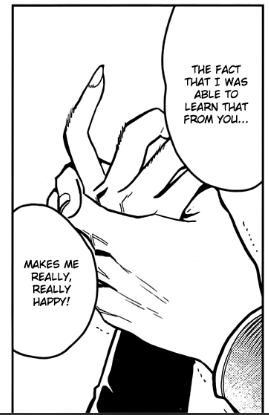 THE FACT
THAT I WAS
ABLE TO
LEARN THAT
FROM YOU...
MAKES ME
REALLY,
REALLY
HAPPY!